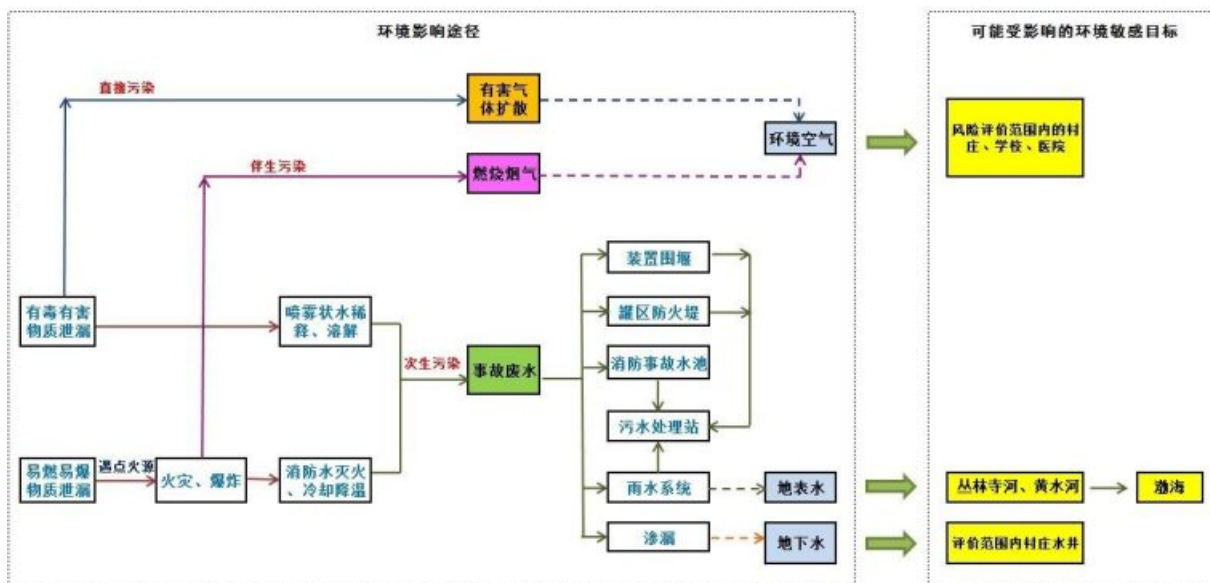 环境影响途径
可能受影响的环境敏感目标
直接污染
有害气
体扩散
环境空气
风险评价范围内的村
庄、学校、医院
伴生污染
燃烧烟气
装置围堰
有毒有害
物质泄漏
喷雾状水稀
释、溶解
罐区防火堤
次生污染
事故废水
消防事故水池
污水处理站
易燃易爆
物质泄漏
遇点火源
火灾、爆炸
消防水灭火
、冷却降温
雨水系统
地表水
丛林寺河、黄水河
渤海
渗漏
地下水
评价范围内村庄水井